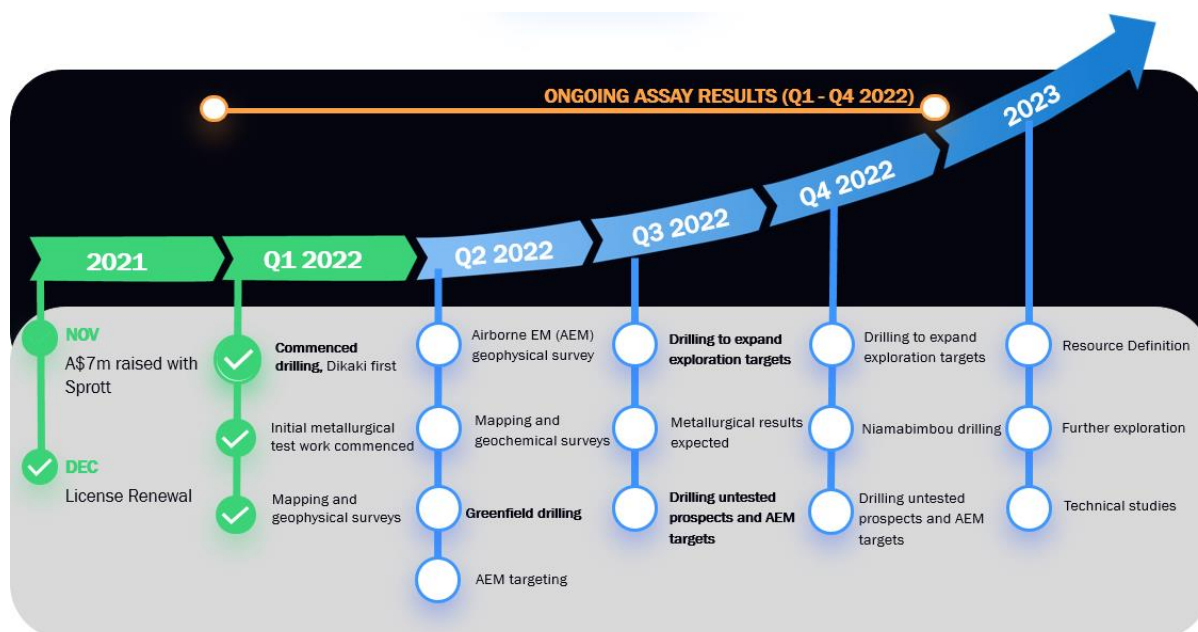 ONGOING ASSAY RESULTS (Q1 - Q4 2022)
2021
Q1 2022
Q2 2022
Q3 2022
Q4 2022
2023
NOV
A$7m raised with
Sprott
DEC
License Renewal
Commenced
drilling, Dikaki first
Initial metallurgical
test work commenced
Mapping and
geophysical surveys
Airborne EM (AEM)
geophysical survey
Mapping and
geochemical surveys
Greenfield drilling
AEM targeting
Drilling to expand
exploration targets
Metallurgical results
expected
Drilling untested
prospects and AEM
targets
Drilling to expand
exploration targets
Niamabimbou drilling
Drilling untested
prospects and AEM
targets
Resource Definition
Further exploration
Technical studies